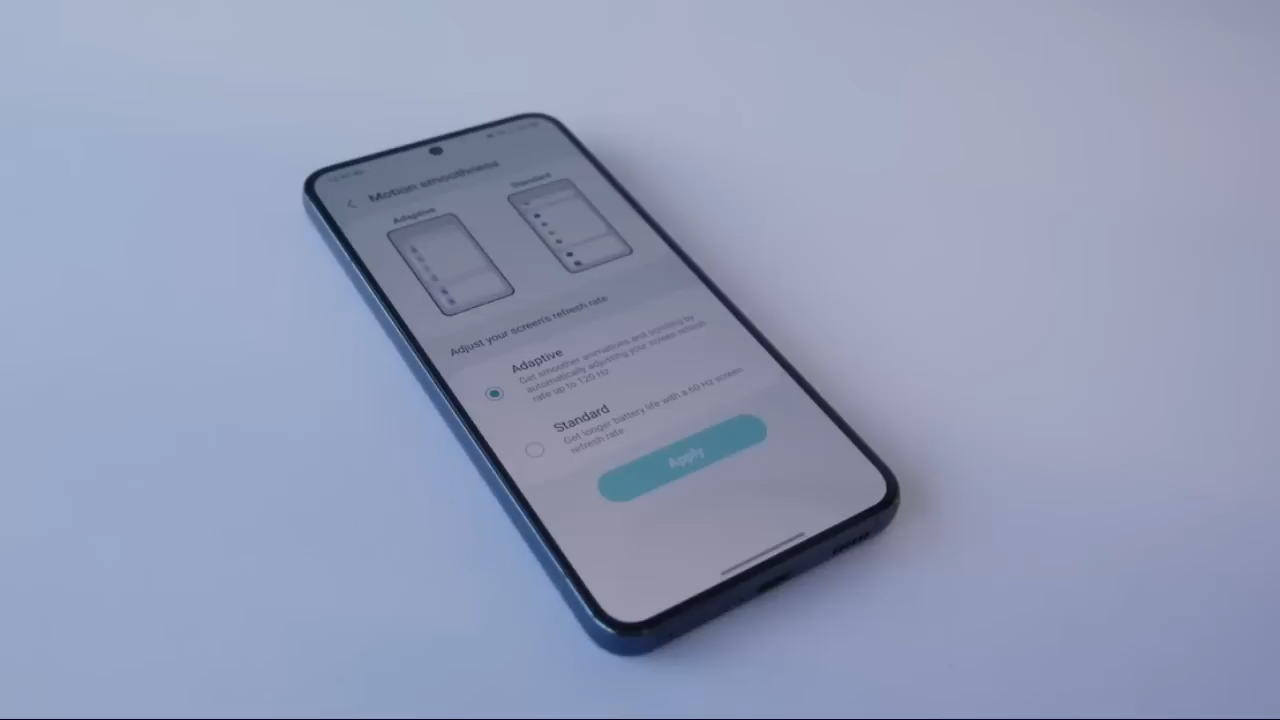 Motion smoothness
Adaptive
Standard
Adjust your screen's refresh rate
Adaptive
Get smoother animations and scrolling by
automatically adjusting your screen refresh
rate up to 120 Hz
Standard
Get longer battery life with a 60 Hz screen
refresh rate
Apply